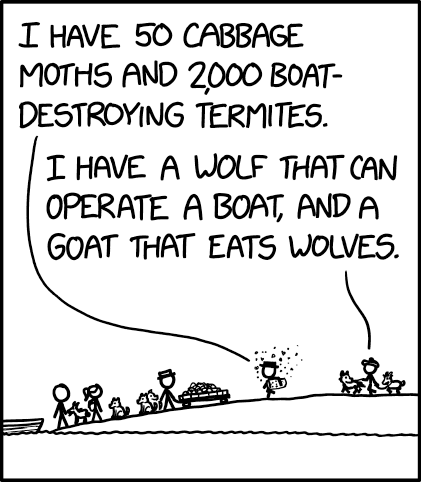 I HAVE 50 CABBAGE
MOTHS AND 2,000 BOAT-
DESTROYING TERMITES.
I HAVE A WOLF THAT CAN
OPERATE A BOAT, AND A
GOAT THAT EATS WOLVES.